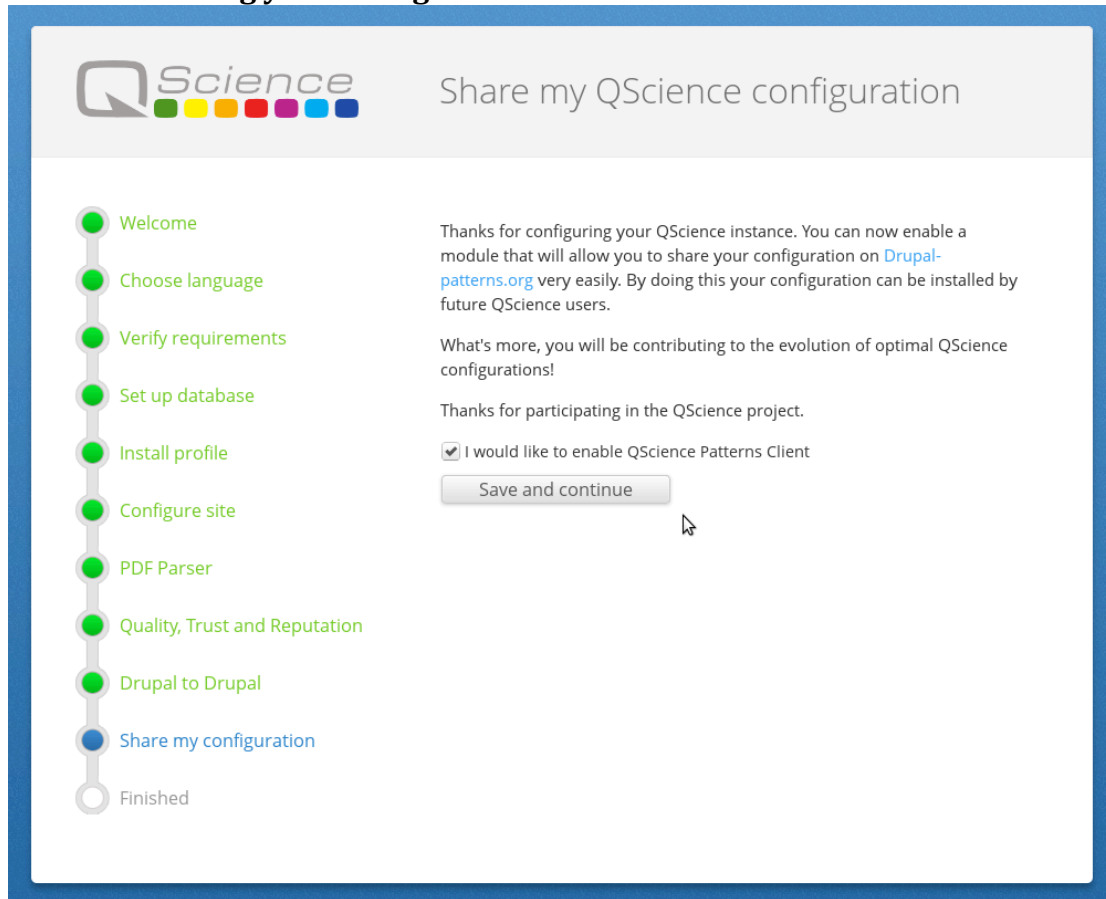 QScience
Share my QScience configuration
Welcome
Choose language
Verify requirements
Set up database
Install profile
Configure site
PDF Parser
Quality, Trust and Reputation
Drupal to Drupal
Share my configuration
Finished
Thanks for configuring your QScience instance. You can now enable a
module that will allow you to share your configuration on Drupal-
patterns.org very easily. By doing this your configuration can be installed by
future QScience users.
What's more, you will be contributing to the evolution of optimal QScience
configurations!
Thanks for participating in the QScience project.
I would like to enable QScience Patterns Client
Save and continue